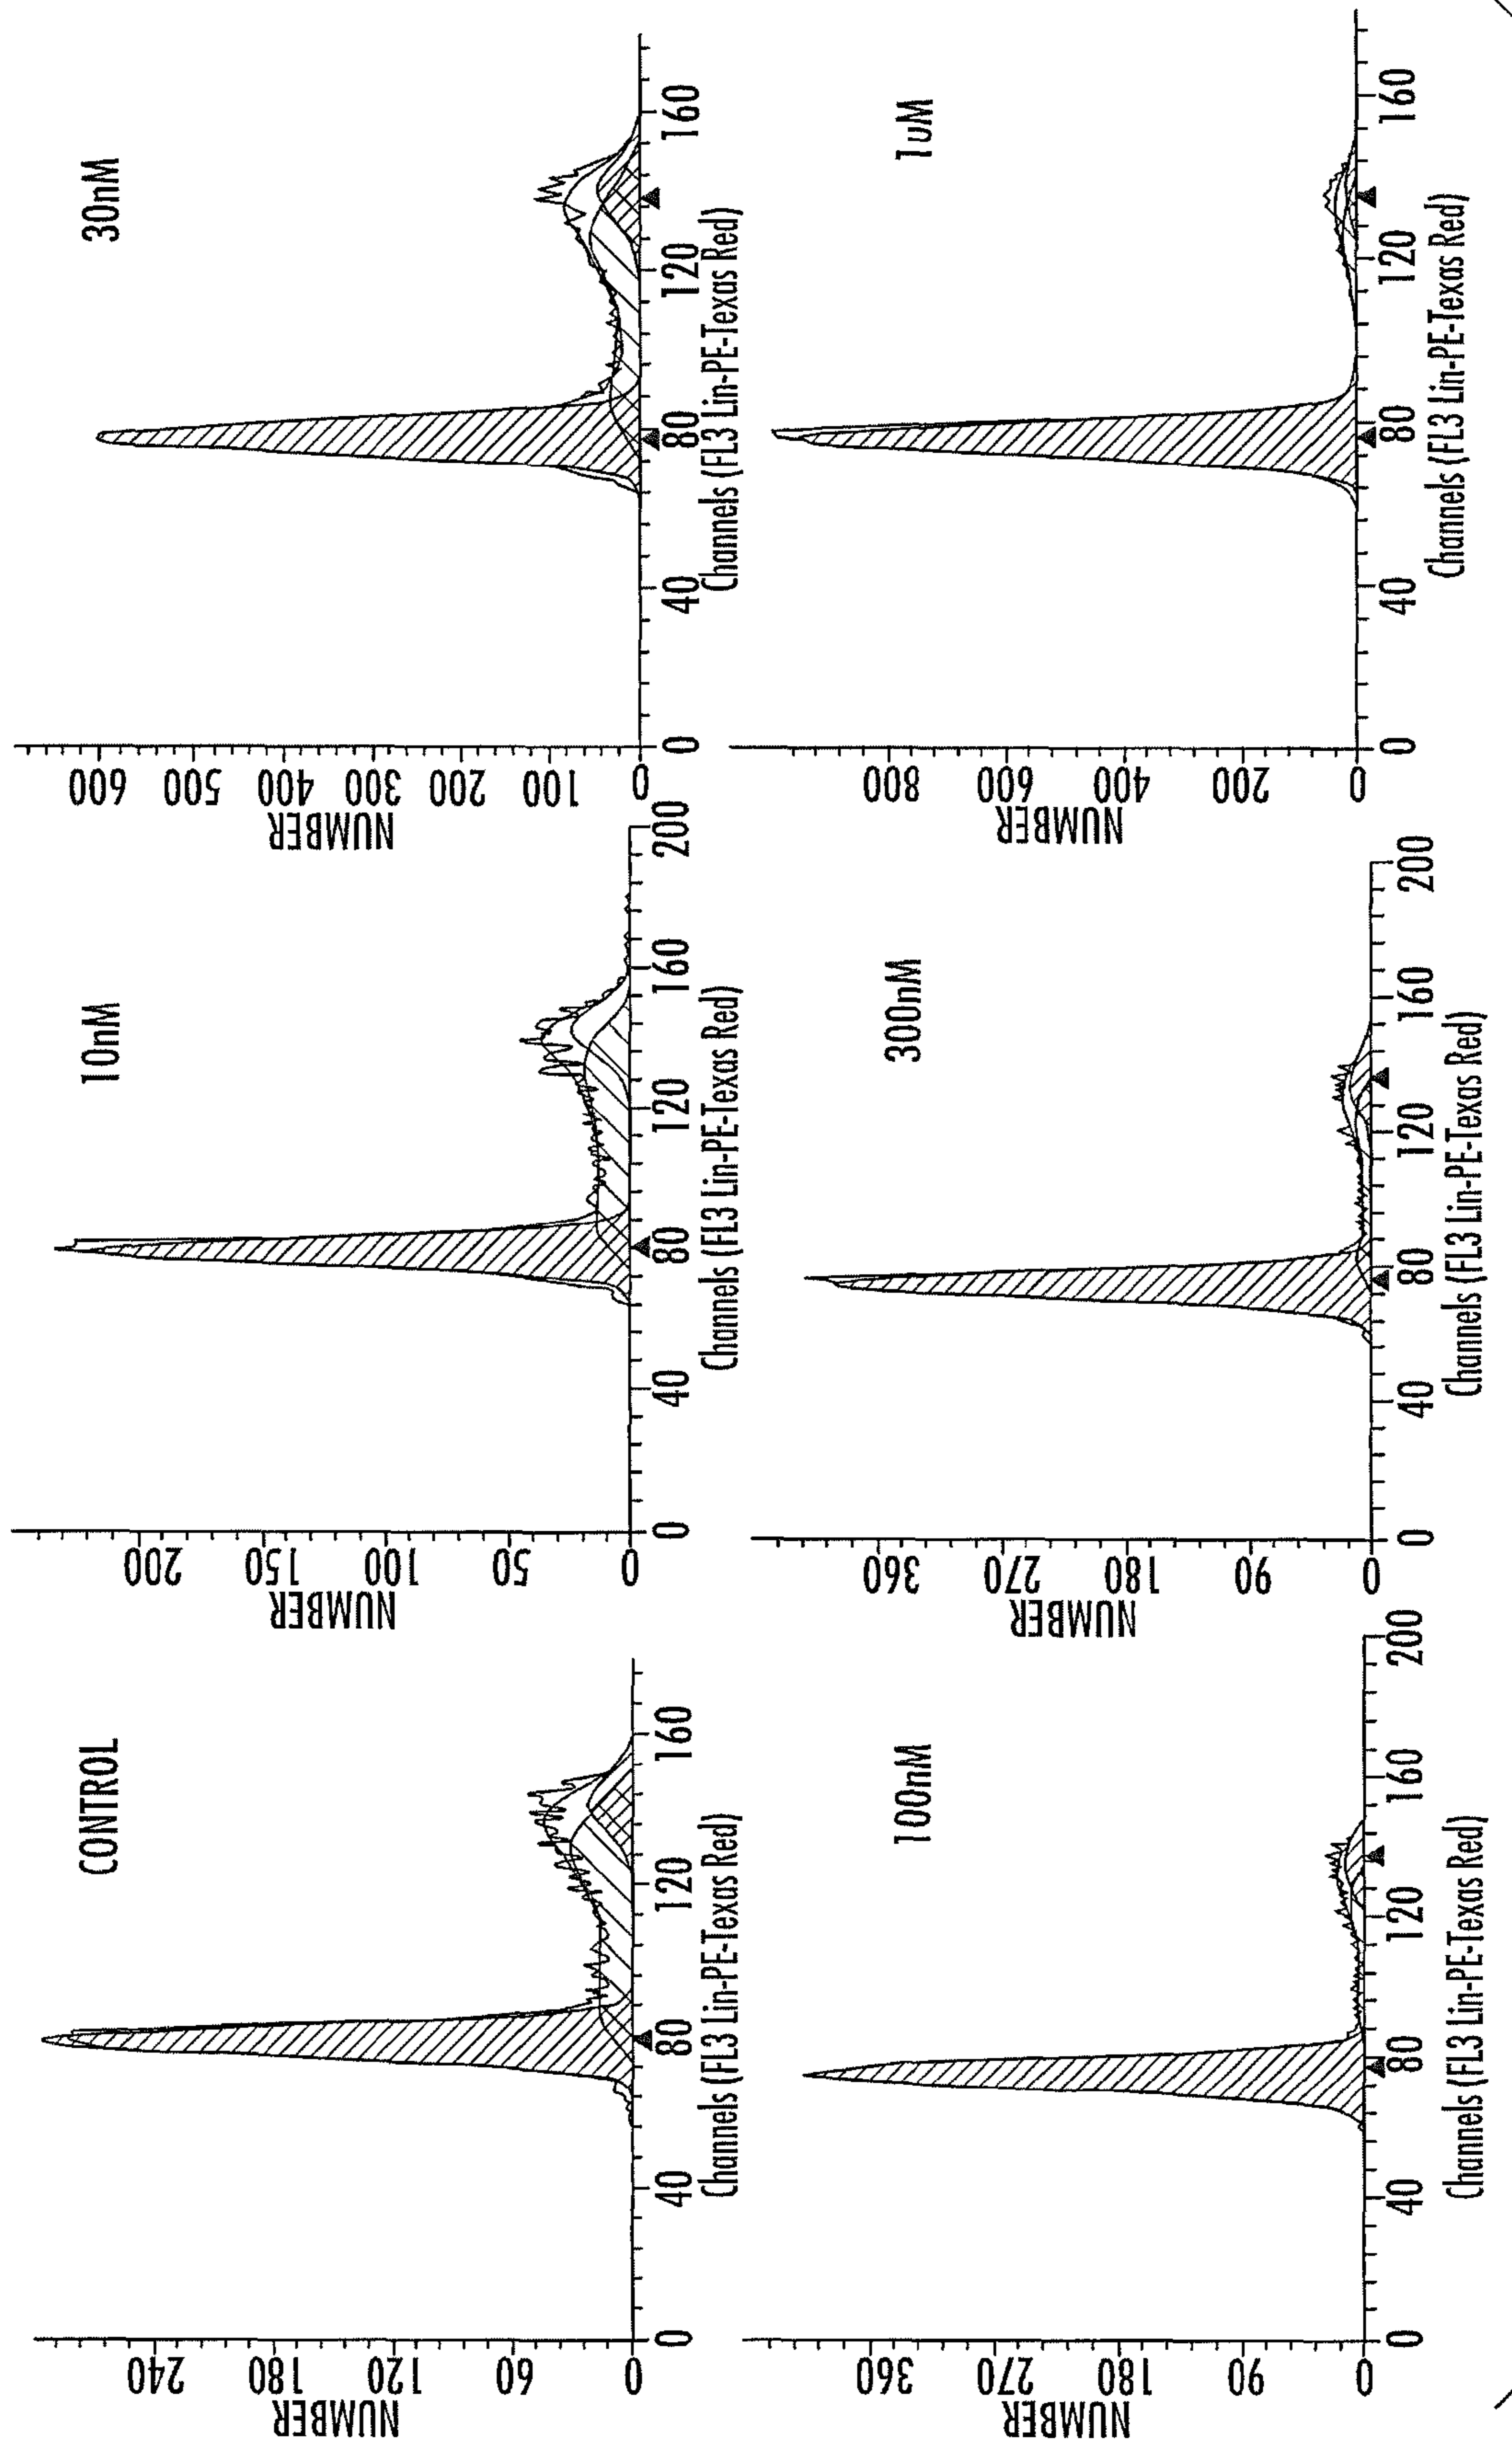 CONTROL
NUMBER
240
180
120
60
0
0 40 80 120 160
Channels (FL3 Lin-PE-Texas Red)
10nM
NUMBER
200
150
100
50
0
0 40 80 120 160 200
Channels (FL3 Lin-PE-Texas Red)
30nM
NUMBER
600
500
400
300
200
100
0
0 40 80 120 160
Channels (FL3 Lin-PE-Texas Red)
100nM
NUMBER
360
270
180
90
0
0 40 80 120 160 200
Channels (FL3 Lin-PE-Texas Red)
300nM
NUMBER
360
270
180
90
0
0 40 80 120 160 200
Channels (FL3 Lin-PE-Texas Red)
1uM
NUMBER
800
600
400
200
0
0 40 80 120 160
Channels (FL3 Lin-PE-Texas Red)